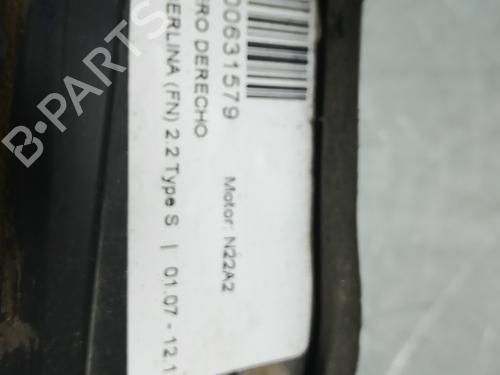 00631579
RO DERECHO
Motor: N22A2
ERLINA (FN) 2.2 Type S | 01.07 - 12.1
B-PARTS